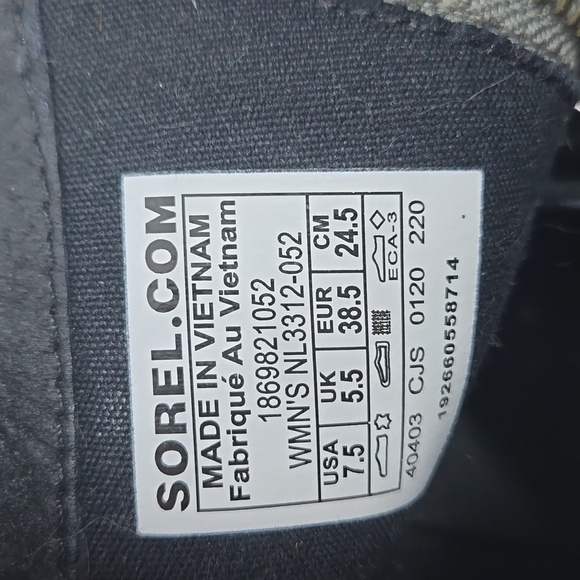 SOREL.COM
MADE IN VIETNAM
Fabriqué Au Vietnam
1869821052
WMN'S NL3312-052
USA UK EUR CM
7.5 5.5 38.5 24.5
ECA-3
40403 CJS 0120 220
192660558714